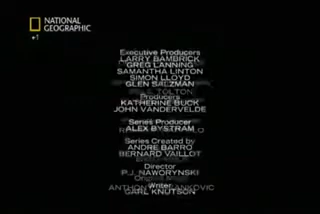 NATIONAL
GEOGRAPHIC
+1
Executive Producers
LARRY BAMBRICK
GREG LANNING
SAMANTHA LINTON
SIMON LLOYD
GLEN SALZMAN
Producers
KATHERINE BUCK
JOHN VANDERVELDE
Series Producer
ALEX BYSTRAM
Series Created by
ANDRE BARRO
BERNARD VAILLOT
Director
P.J. NAWORYNSKI
Writer
CARL KNUTSON